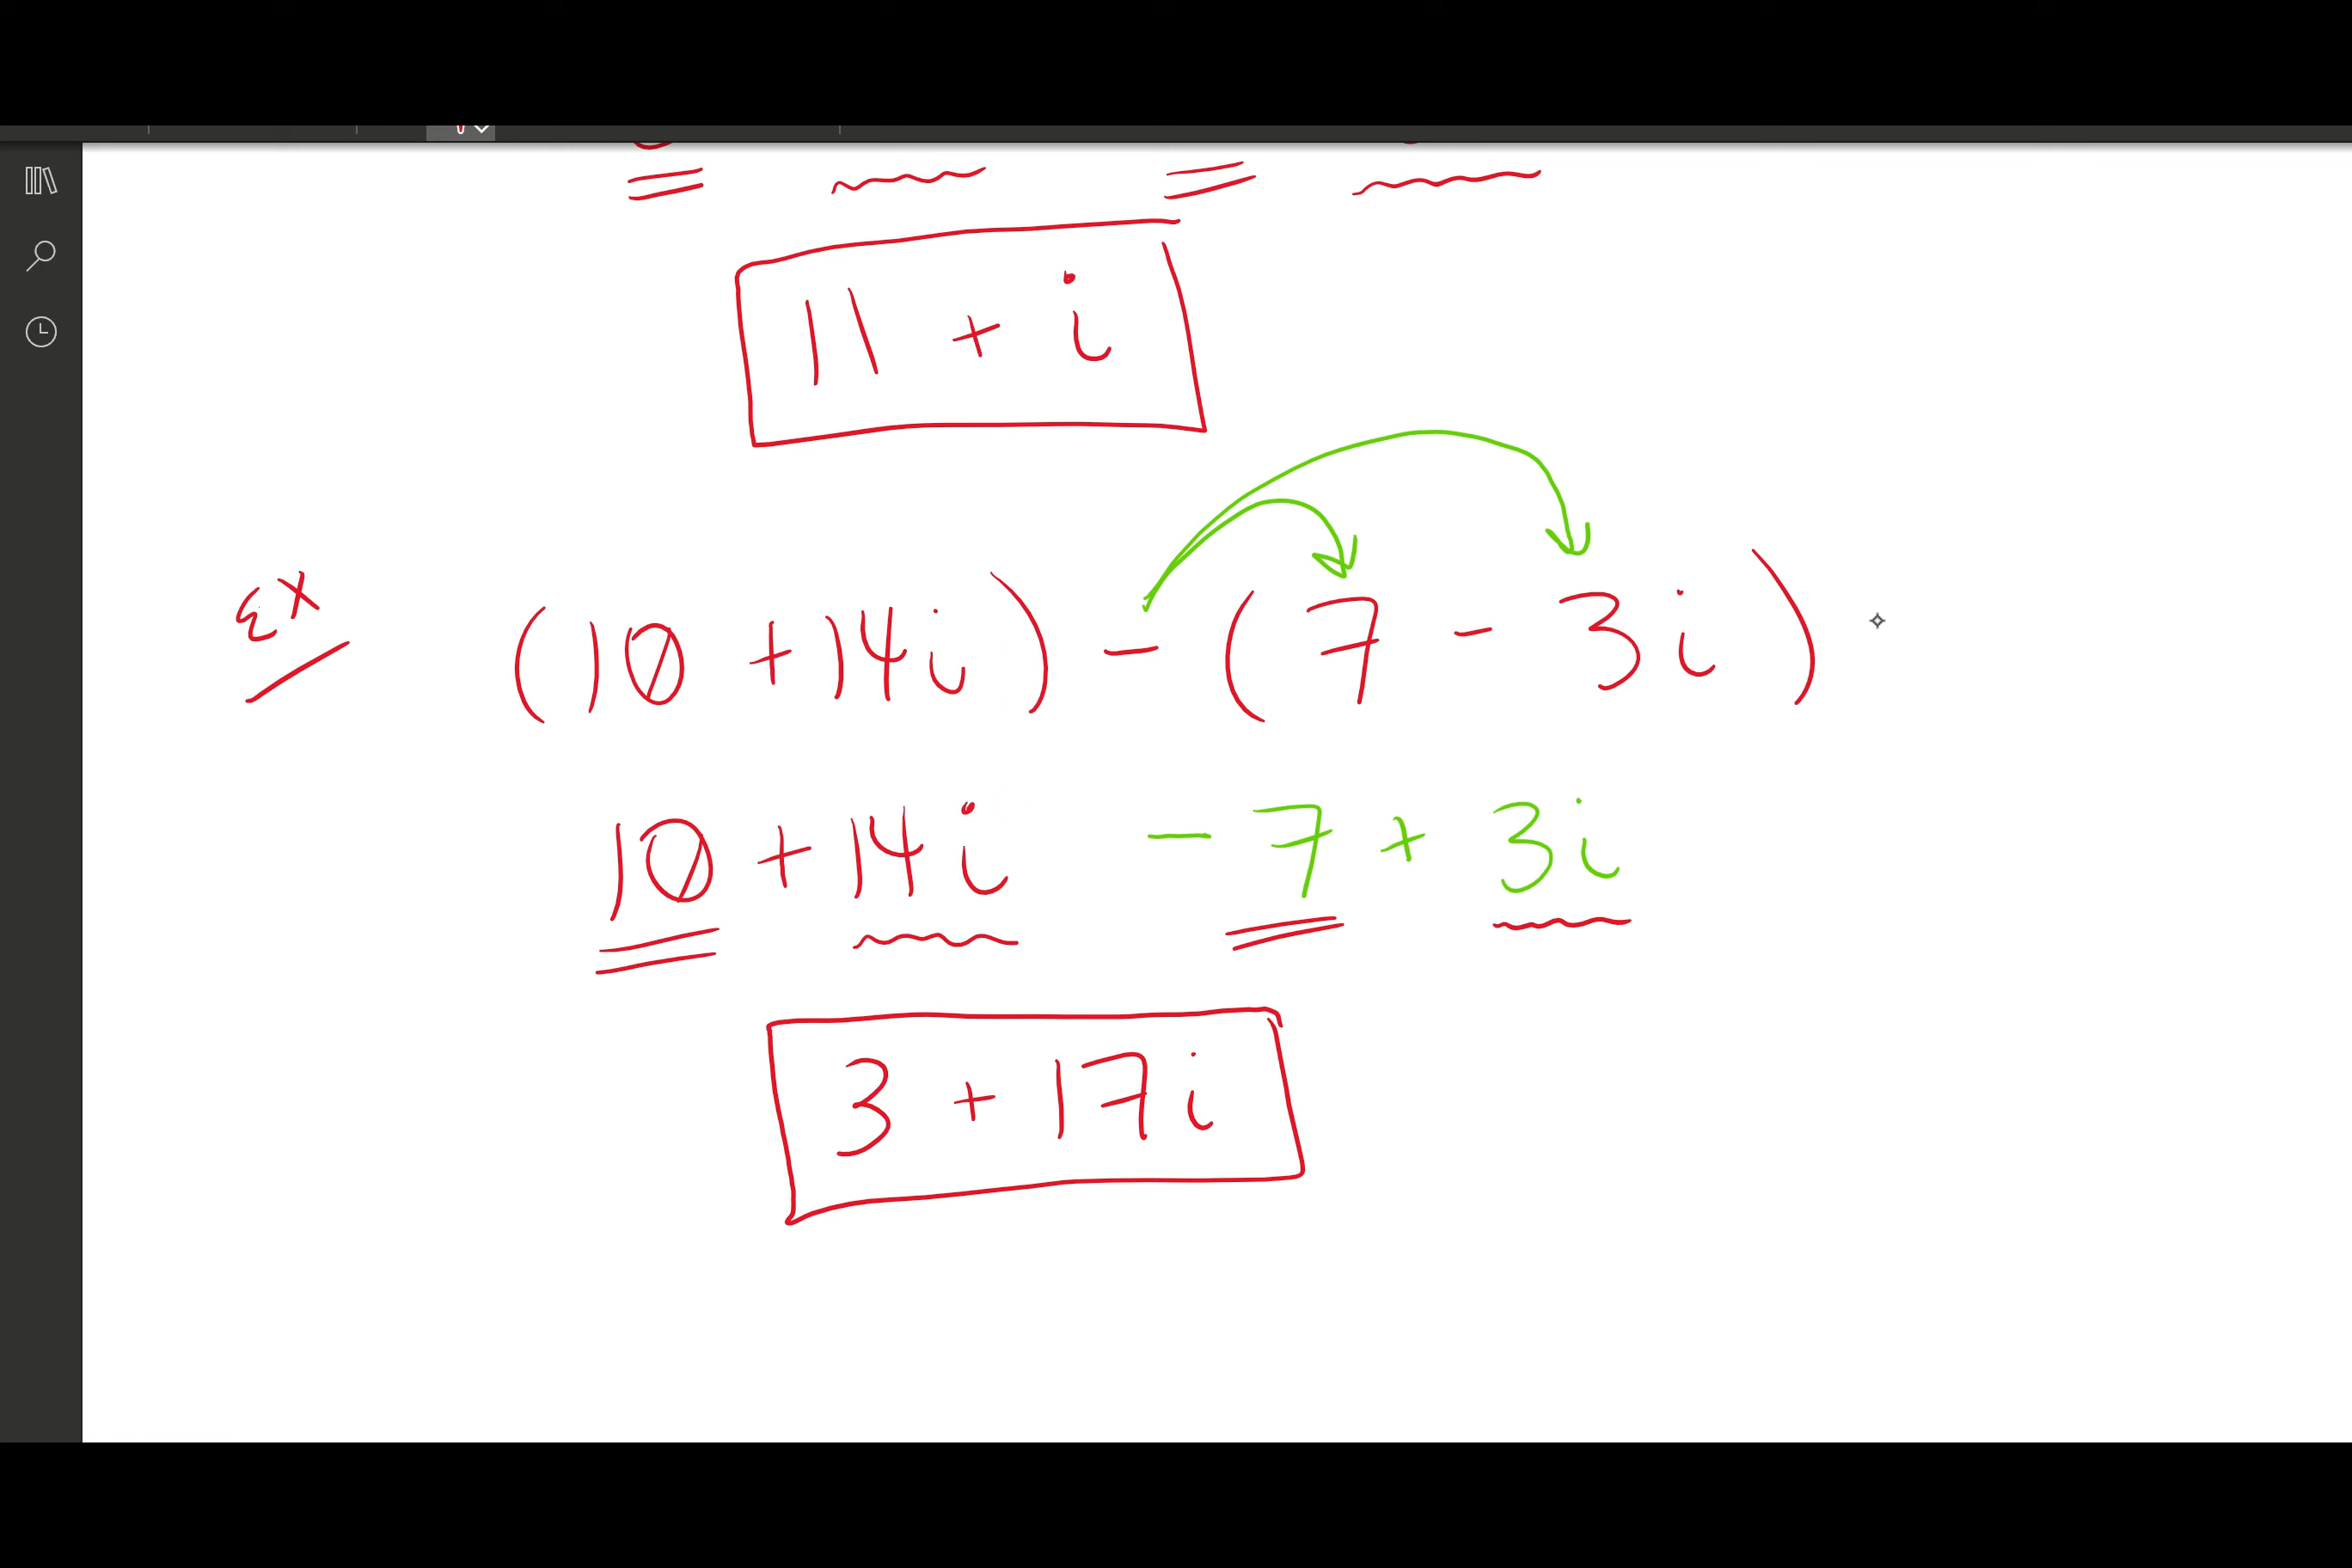 11 + i
Ex (10 + 14i) - (7 - 3i)
10 + 14i - 7 + 3i
3 + 17i